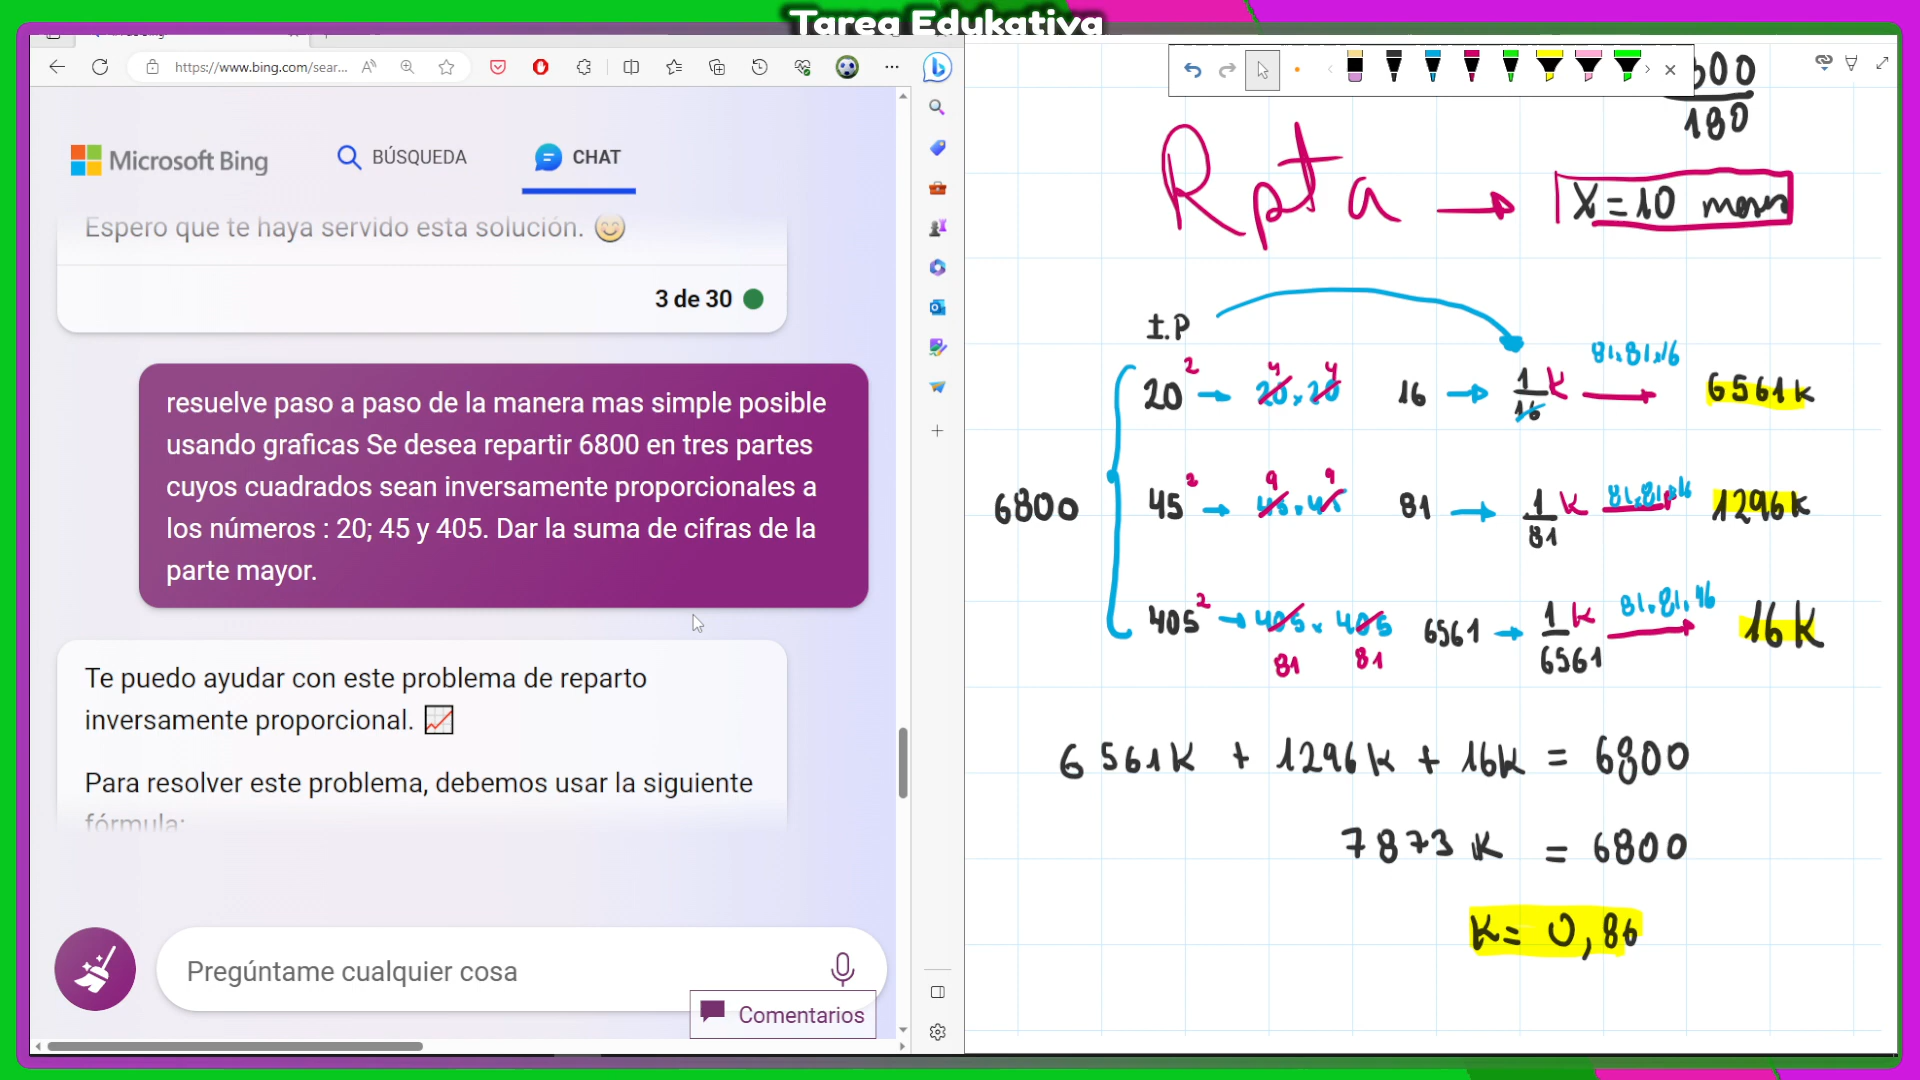 Tarea Edukativa
https://www.bing.com/sear...
Microsoft Bing
BÚSQUEDA
CHAT
Espero que te haya servido esta solución. 😊
3 de 30
resuelve paso a paso de la manera mas simple posible
usando graficas Se desea repartir 6800 en tres partes
cuyos cuadrados sean inversamente proporcionales a
los números : 20; 45 y 405. Dar la suma de cifras de la
parte mayor.
Te puedo ayudar con este problema de reparto
inversamente proporcional. 📈
Para resolver este problema, debemos usar la siguiente
fórmula:
Pregúntame cualquier cosa
Comentarios
180
Rpta → X=10 meses
I.P
20² → 20 . 20 16 → 1/16 K → 6561K
4 4
81.81.16
6800
45² → 45 . 45 81 → 1/81 K → 1296K
9 9
81.81.16
405² → 405 . 405 6561 → 1/6561 K → 16K
81 81
81.81.16
6561K + 1296K + 16K = 6800
7873 K = 6800
K = 0,86